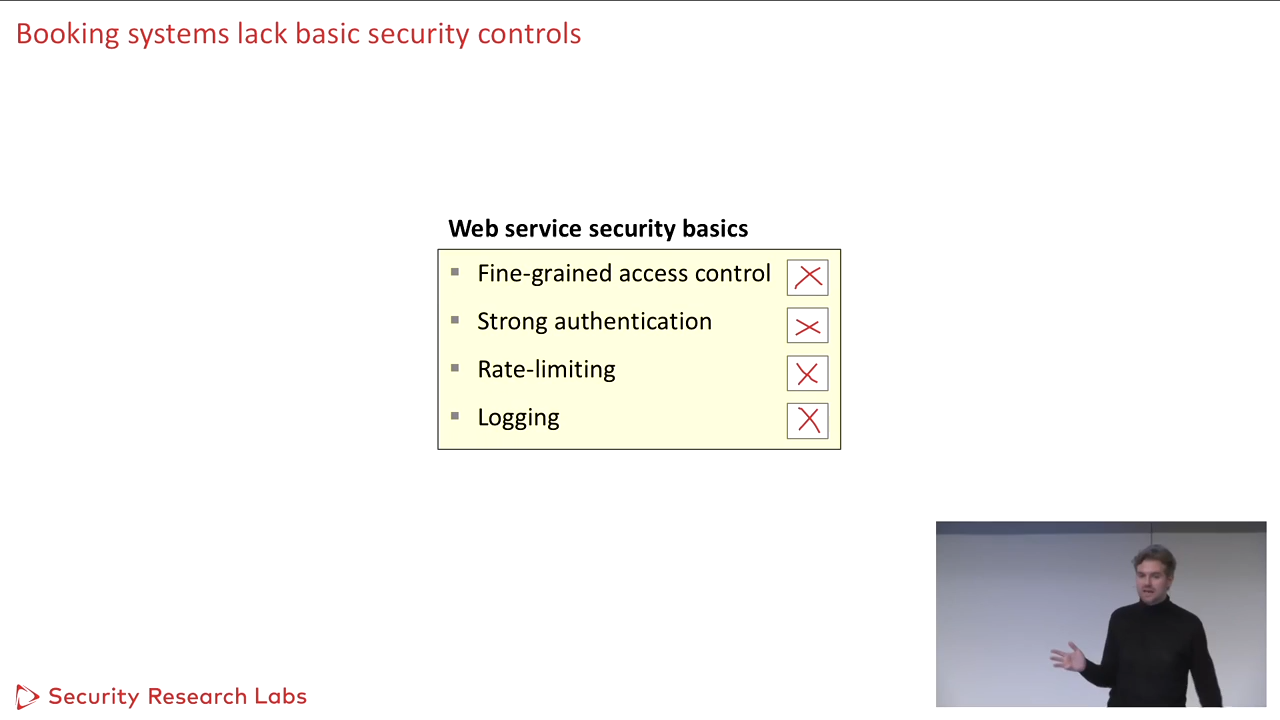 Booking systems lack basic security controls
Web service security basics
Fine-grained access control
Strong authentication
Rate-limiting
Logging
Security Research Labs